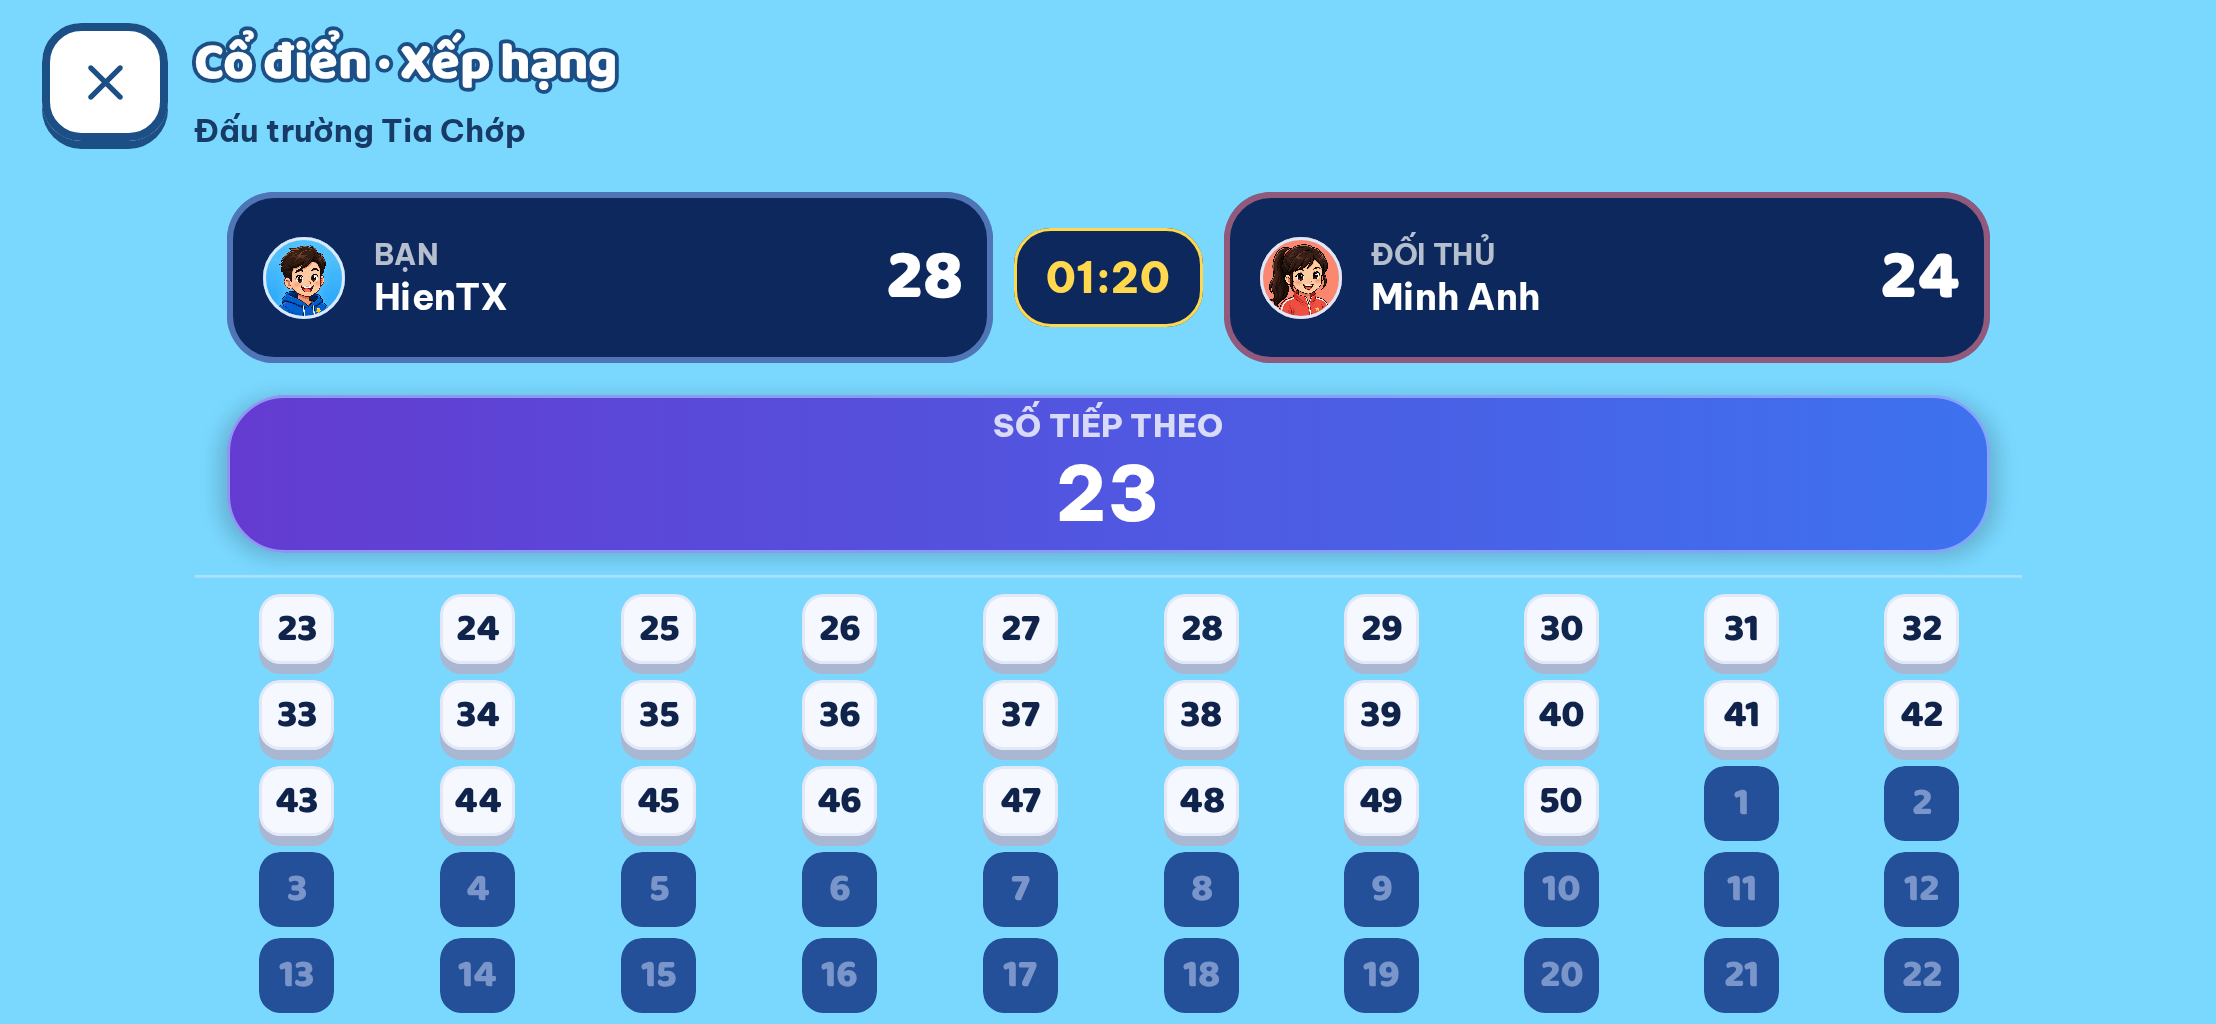 Cổ điển • Xếp hạng
Đấu trường Tia Chớp
BẠN
HienTX
28
01:20
ĐỐI THỦ
Minh Anh
24
SỐ TIẾP THEO
23
23 24 25 26 27 28 29 30 31 32
33 34 35 36 37 38 39 40 41 42
43 44 45 46 47 48 49 50 1 2
3 4 5 6 7 8 9 10 11 12
13 14 15 16 17 18 19 20 21 22